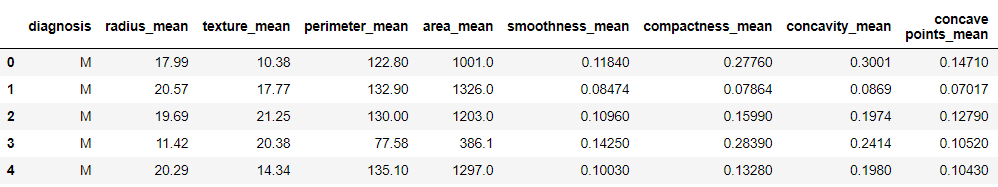 diagnosis radius_mean texture_mean perimeter_mean area_mean smoothness_mean compactness_mean concavity_mean concave points_mean
0 M 17.99 10.38 122.80 1001.0 0.11840 0.27760 0.3001 0.14710
1 M 20.57 17.77 132.90 1326.0 0.08474 0.07864 0.0869 0.07017
2 M 19.69 21.25 130.00 1203.0 0.10960 0.15990 0.1974 0.12790
3 M 11.42 20.38 77.58 386.1 0.14250 0.28390 0.2414 0.10520
4 M 20.29 14.34 135.10 1297.0 0.10030 0.13280 0.1980 0.10430